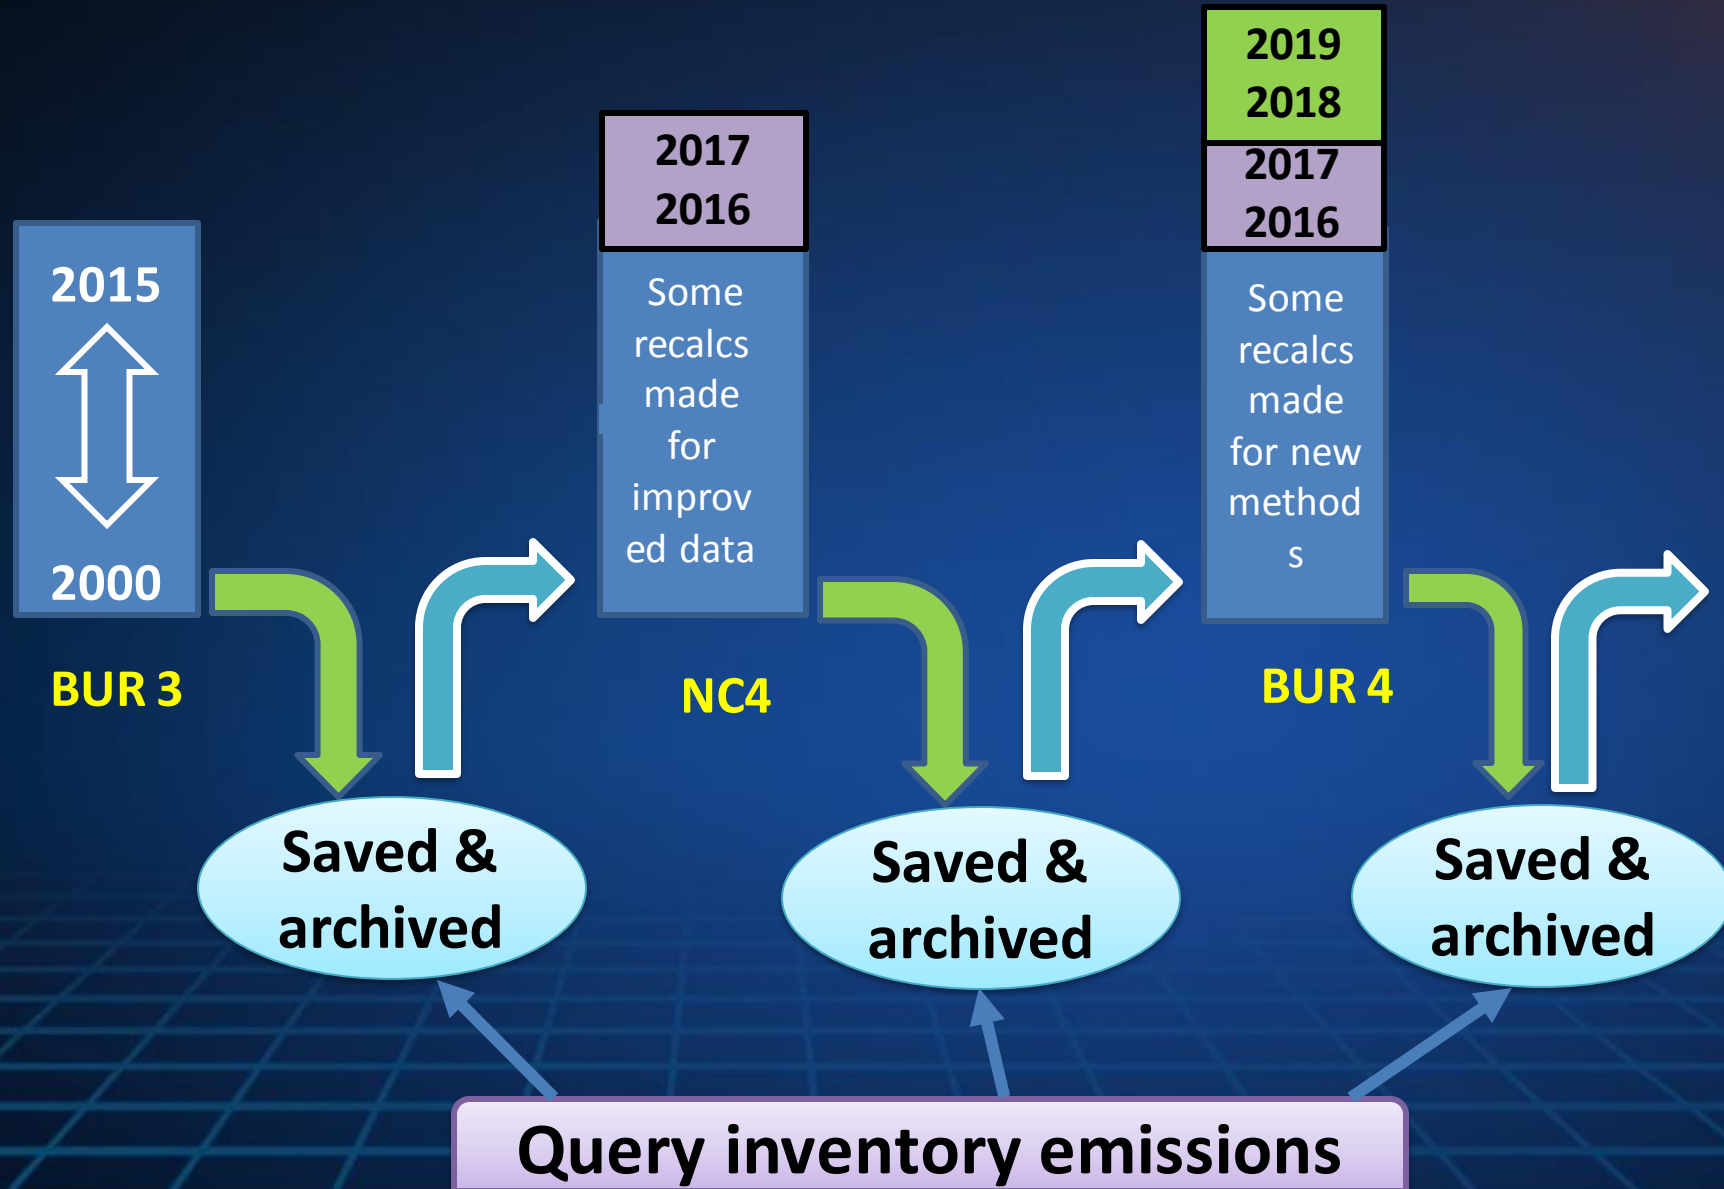 2015
2000
BUR 3
2017
2016
Some
recalcs
made
for
improv
ed data
NC4
2019
2018
2017
2016
Some
recalcs
made
for new
method
s
BUR 4
Saved &
archived
Saved &
archived
Saved &
archived
Query inventory emissions